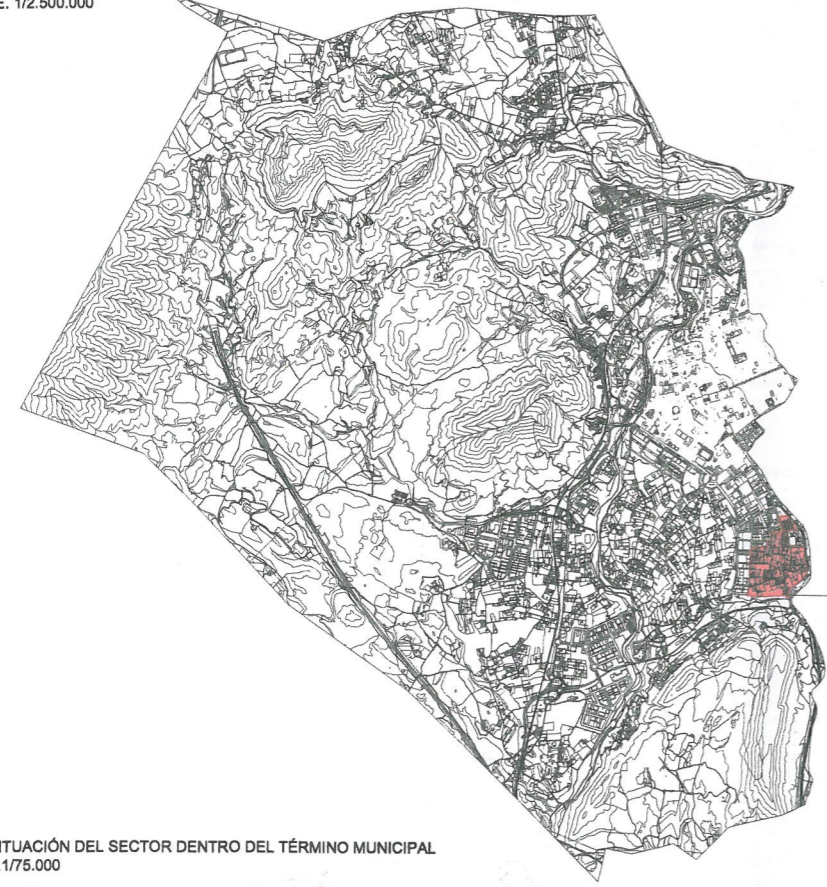 E. 1/2.500.000
ITUACIÓN DEL SECTOR DENTRO DEL TÉRMINO MUNICIPAL
.1/75.000